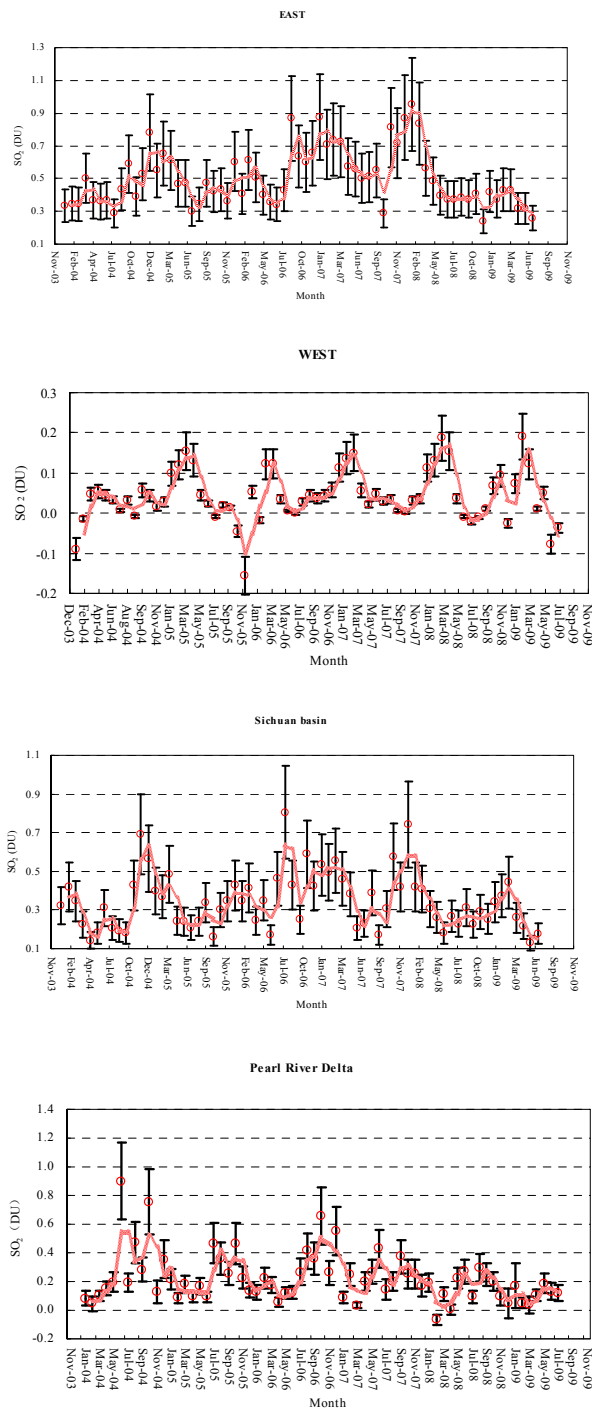 EAST
1.3
1.1
0.9
0.7
0.5
0.3
0.1
SO2 (DU)
Nov-03
Feb-04
Apr-04
Jul-04
Oct-04
Dec-04
Mar-05
Jun-05
Sep-05
Nov-05
Feb-06
May-06
Jul-06
Oct-06
Jan-07
Mar-07
Jun-07
Sep-07
Nov-07
Feb-08
May-08
Jul-08
Oct-08
Jan-09
Mar-09
Jun-09
Sep-09
Nov-09
Month
WEST
0.3
0.2
0.1
0.0
-0.1
-0.2
SO2 (DU)
Dec-03
Feb-04
Apr-04
Jun-04
Aug-04
Sep-04
Nov-04
Jan-05
Mar-05
May-05
Jul-05
Sep-05
Nov-05
Jan-06
Mar-06
May-06
Jul-06
Sep-06
Nov-06
Jan-07
Mar-07
May-07
Jul-07
Sep-07
Nov-07
Jan-08
Mar-08
May-08
Jul-08
Sep-08
Nov-08
Jan-09
Mar-09
May-09
Jul-09
Sep-09
Nov-09
Month
Sichuan basin
1.1
0.9
0.7
0.5
0.3
0.1
SO2 (DU)
Nov-03
Feb-04
Apr-04
Jul-04
Oct-04
Dec-04
Mar-05
Jun-05
Sep-05
Nov-05
Feb-06
May-06
Jul-06
Oct-06
Jan-07
Mar-07
Jun-07
Sep-07
Nov-07
Feb-08
May-08
Jul-08
Oct-08
Jan-09
Mar-09
Jun-09
Sep-09
Nov-09
Month
Pearl River Delta
1.4
1.2
1.0
0.8
0.6
0.4
0.2
0.0
-0.2
SO2 (DU)
Nov-03
Jan-04
Mar-04
May-04
Jul-04
Sep-04
Nov-04
Jan-05
Mar-05
May-05
Jul-05
Sep-05
Nov-05
Jan-06
Mar-06
May-06
Jul-06
Sep-06
Nov-06
Jan-07
Mar-07
May-07
Jul-07
Sep-07
Nov-07
Jan-08
Mar-08
May-08
Jul-08
Sep-08
Nov-08
Jan-09
Mar-09
May-09
Jul-09
Sep-09
Nov-09
Month